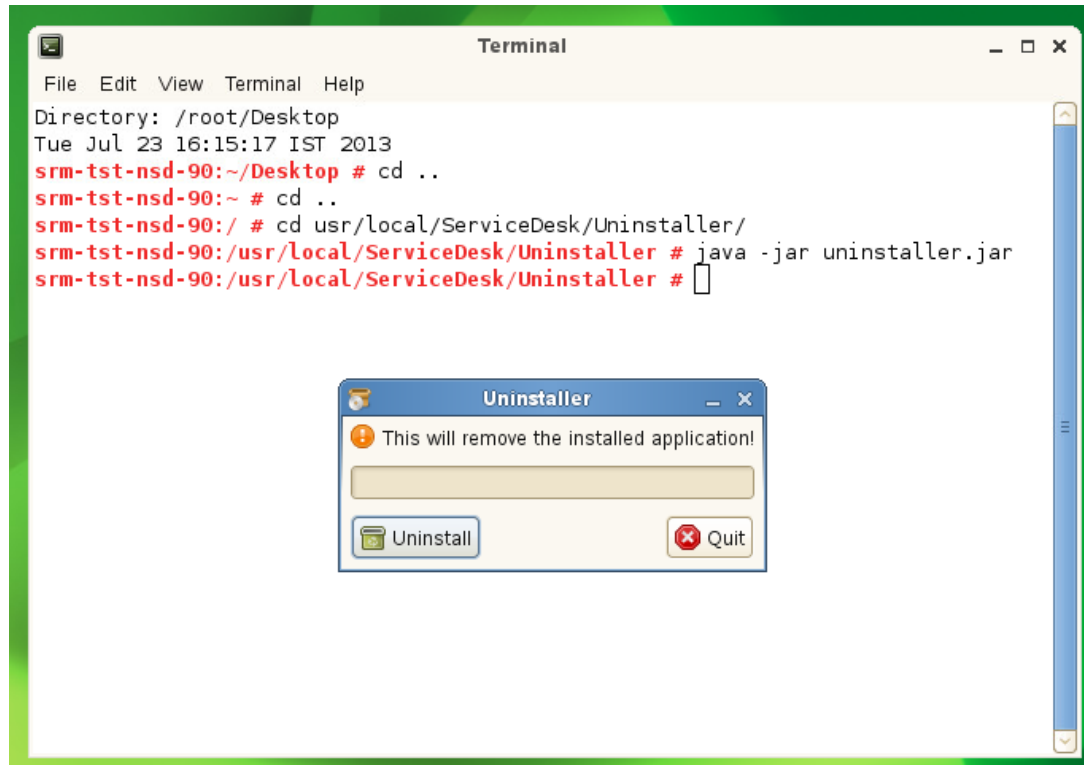 Terminal
File Edit View Terminal Help
Directory: /root/Desktop
Tue Jul 23 16:15:17 IST 2013
srm-tst-nsd-90:~/Desktop # cd ..
srm-tst-nsd-90:~ # cd ..
srm-tst-nsd-90:/ # cd usr/local/ServiceDesk/Uninstaller/
srm-tst-nsd-90:/usr/local/ServiceDesk/Uninstaller # java -jar uninstaller.jar
srm-tst-nsd-90:/usr/local/ServiceDesk/Uninstaller #
Uninstaller
This will remove the installed application!
Uninstall Quit